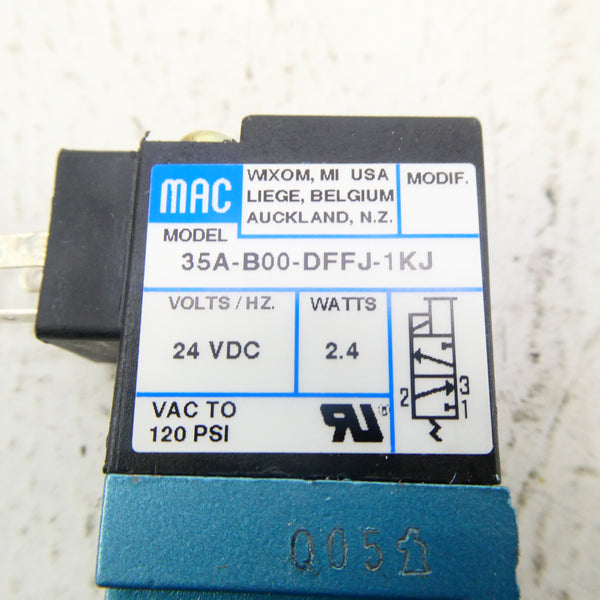 MAC
WIXOM, MI USA
LIEGE, BELGIUM
AUCKLAND, N.Z.
MODIF.
MODEL
35A-B00-DFFJ-1KJ
VOLTS/HZ.
WATTS
24 VDC
2.4
2
3
1
VAC TO
120 PSI
RU®
005